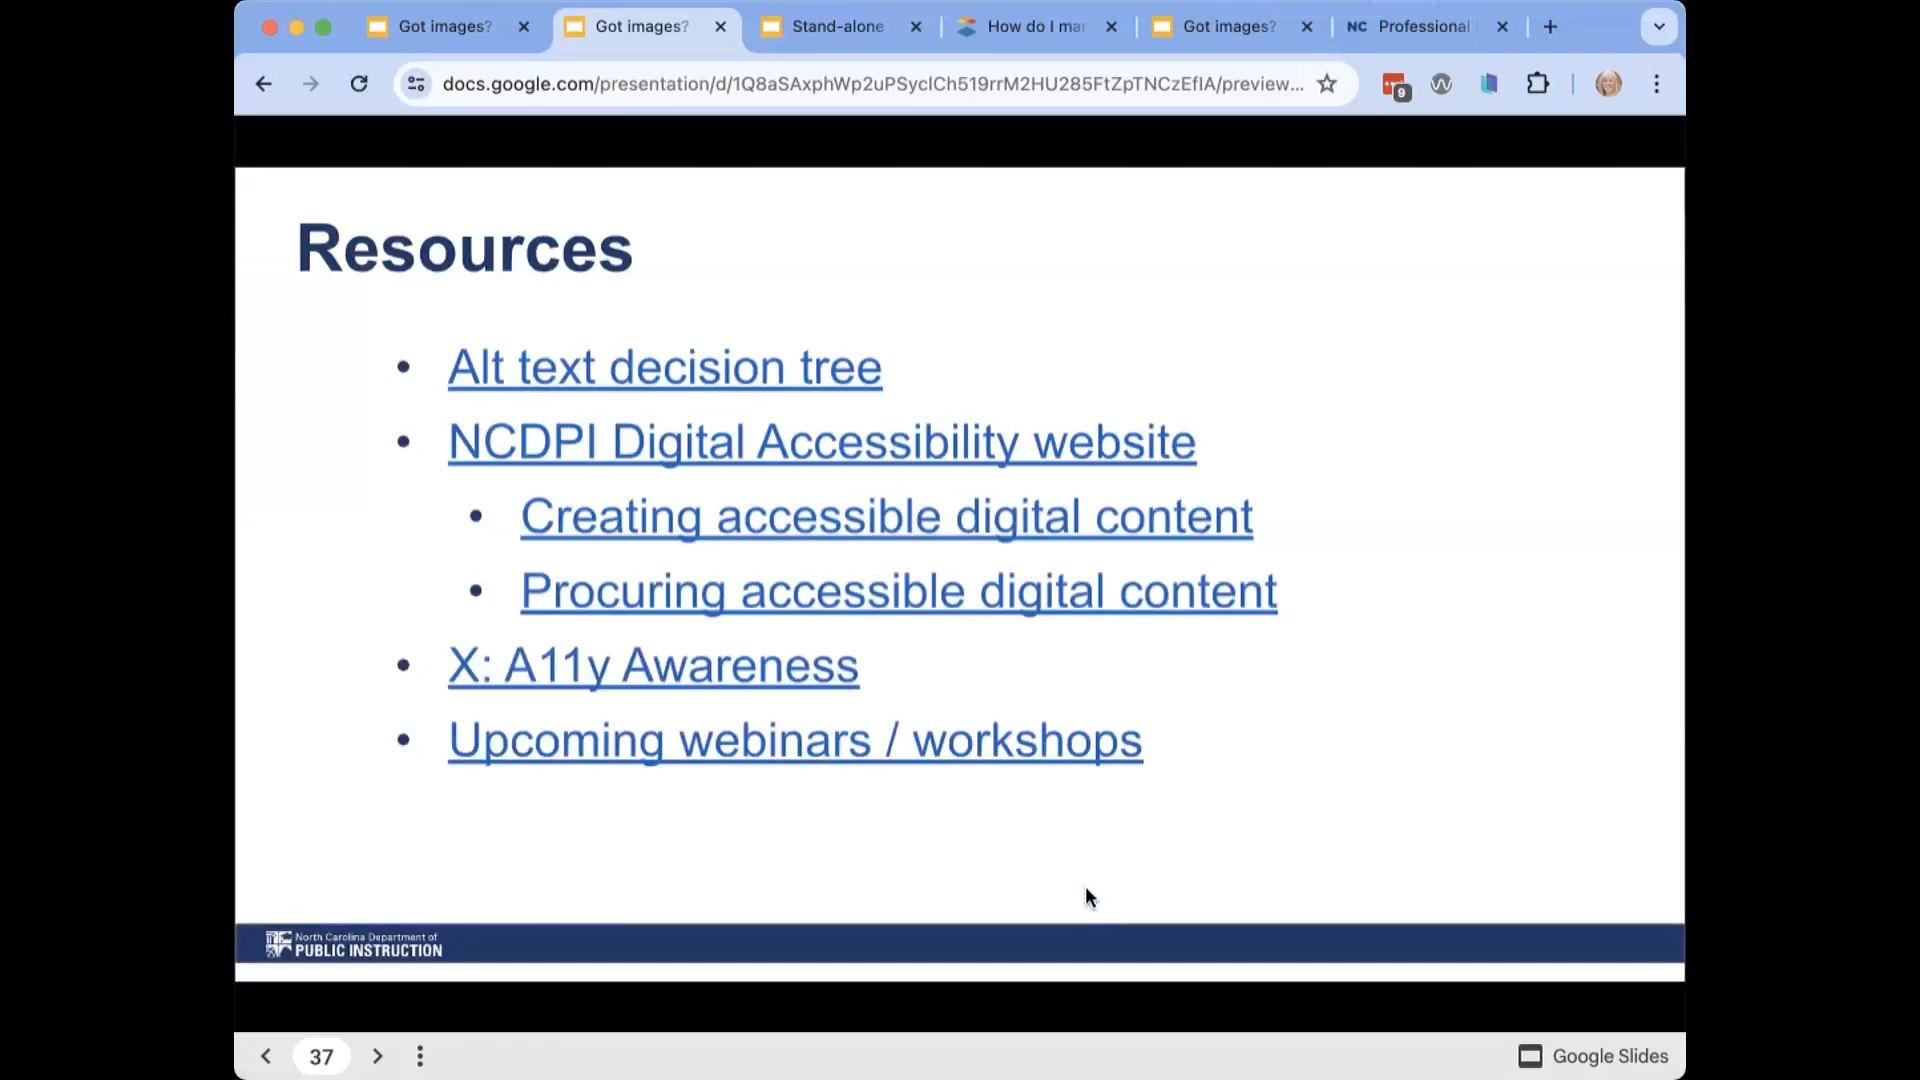 Got images?
Got images?
Stand-alone
How do I mar
Got images?
NC Professional
docs.google.com/presentation/d/1Q8aSAxphWp2uPSyclCh519rrM2HU285FtZpTNCzEfIA/preview...
9
Resources
• Alt text decision tree
• NCDPI Digital Accessibility website
• Creating accessible digital content
• Procuring accessible digital content
• X: A11y Awareness
• Upcoming webinars / workshops
North Carolina Department of
PUBLIC INSTRUCTION
37
Google Slides